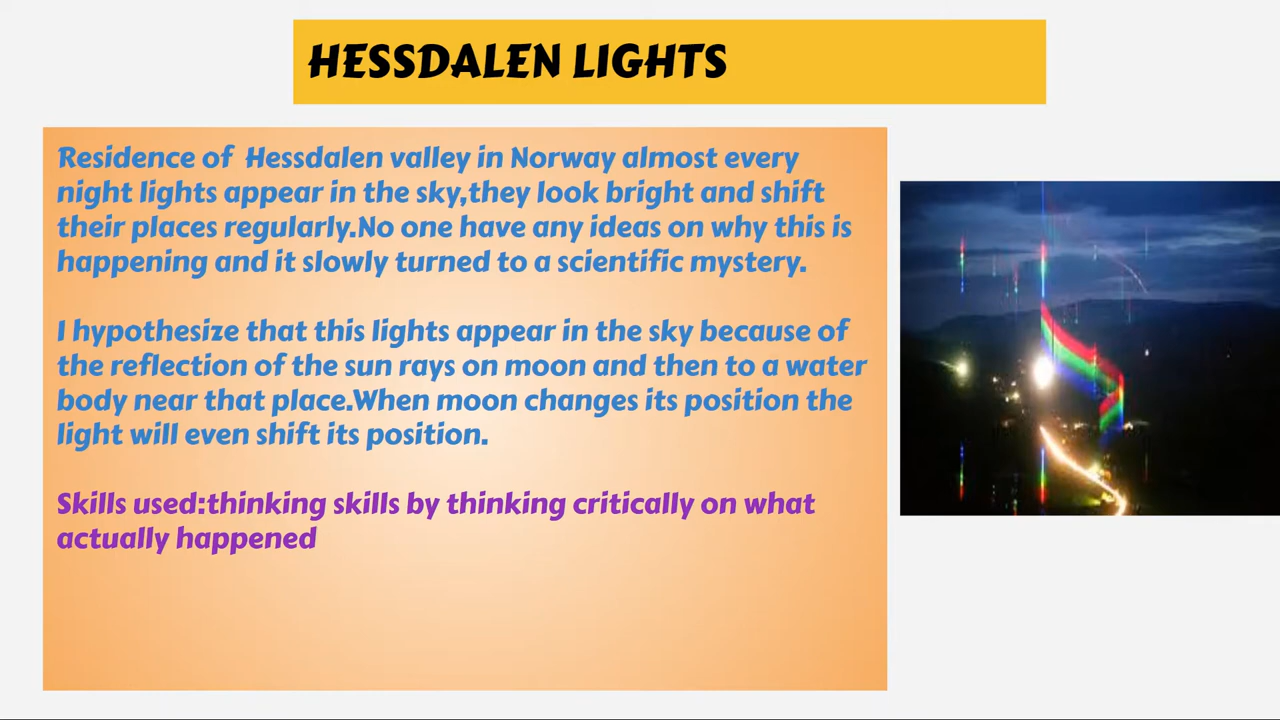 HESSDALEN LIGHTS
Residence of Hessdalen valley in Norway almost every
night lights appear in the sky,they look bright and shift
their places regularly.No one have any ideas on why this is
happening and it slowly turned to a scientific mystery.
I hypothesize that this lights appear in the sky because of
the reflection of the sun rays on moon and then to a water
body near that place.When moon changes its position the
light will even shift its position.
Skills used:thinking skills by thinking critically on what
actually happened